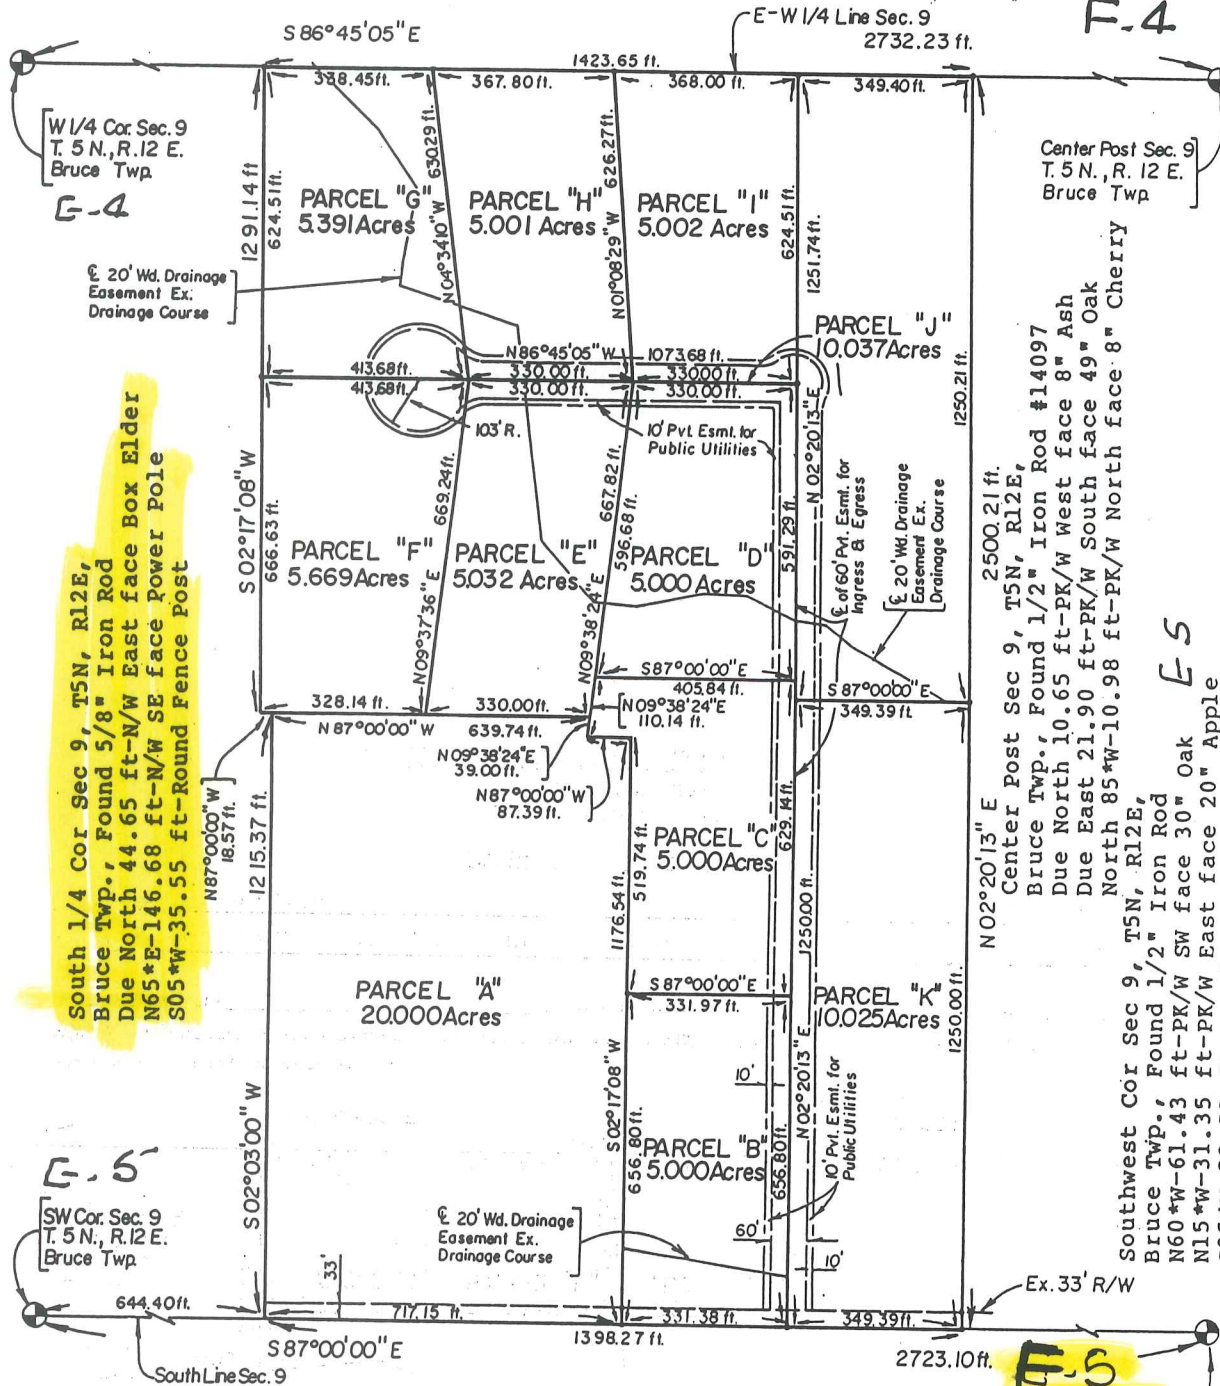 S 86°45'05" E
E-W 1/4 Line Sec. 9
2732.23 ft.
F-4
1423.65 ft.
338.45 ft.
367.80 ft.
368.00 ft.
349.40 ft.
W 1/4 Cor. Sec. 9
T. 5 N., R. 12 E.
Bruce Twp.
E-4
Center Post Sec. 9
T. 5 N., R. 12 E.
Bruce Twp.
1291.14 ft
624.51 ft.
630.29 ft.
N04°34'10" W
626.27 ft.
N01°08'29" W
624.51 ft.
1251.74 ft.
PARCEL "G"
5.391 Acres
PARCEL "H"
5.001 Acres
PARCEL "I"
5.002 Acres
℄ 20' Wd. Drainage
Easement Ex.
Drainage Course
PARCEL "J"
10.037 Acres
1250.21 ft.
N86°45'05" W
1073.68 ft.
413.68 ft.
330.00 ft.
330.00 ft.
413.68 ft.
330.00 ft.
330.00 ft.
103' R.
10' Pvt. Esmt. for
Public Utilities
N 02°20'13" E
S 02°17'08" W
666.63 ft.
669.24 ft.
N09°37'36" E
667.82 ft.
596.68 ft.
N09°38'24" E
591.29 ft.
℄ of 60' Pvt. Esmt. for
Ingress & Egress
℄ 20' Wd. Drainage
Easement Ex.
Drainage Course
2500.21 ft.
N 02°20'13" E
PARCEL "F"
5.669 Acres
PARCEL "E"
5.032 Acres
PARCEL "D"
5.000 Acres
S 87°00'00" E
405.84 ft.
S 87°00'00" E
349.39 ft.
328.14 ft.
330.00 ft.
N 87°00'00" W
639.74 ft.
N09°38'24" E
110.14 ft.
N 09°38'24" E
39.00 ft.
N87°00'00" W
87.39 ft.
N87°00'00" W
18.57 ft.
South 1/4 Cor Sec 9, T5N, R12E,
Bruce Twp., Found 5/8" Iron Rod
Due North 44.65 ft-N/W East face Box Elder
N65*E-146.68 ft-N/W SE face Power Pole
S05*W-35.55 ft-Round Fence Post
Center Post Sec 9, T5N, R12E,
Bruce Twp., Found 1/2" Iron Rod #14097
Due North 10.65 ft-PK/W West face 8" Ash
Due East 21.90 ft-PK/W South face 49" Oak
North 85*W-10.98 ft-PK/W North face 8" Cherry
1215.37 ft.
S 02°03'00" W
519.74 ft.
1176.54 ft.
S 02°17'08" W
629.14 ft.
1250.00 ft.
PARCEL "C"
5.000 Acres
S 87°00'00" E
331.97 ft.
PARCEL "A"
20.000 Acres
PARCEL "K"
10.025 Acres
1250.00 ft.
N02°20'13" E
10'
10' Pvt. Esmt. for
Public Utilities
656.80 ft.
656.80 ft.
PARCEL "B"
5.000 Acres
Southwest Cor Sec 9, T5N, R12E,
Bruce Twp., Found 1/2" Iron Rod
N60*W-61.43 ft-PK/W SW face 30" Oak
N15*W-31.35 ft-PK/W East face 20" Apple
E5
E-5
SW Cor. Sec. 9
T. 5 N., R. 12 E.
Bruce Twp.
℄ 20' Wd. Drainage
Easement Ex.
Drainage Course
60'
10'
33'
Ex. 33' R/W
644.40 ft.
717.15 ft.
331.38 ft.
349.39 ft.
1398.27 ft.
S 87°00'00" E
2723.10 ft.
E-5
South Line Sec. 9